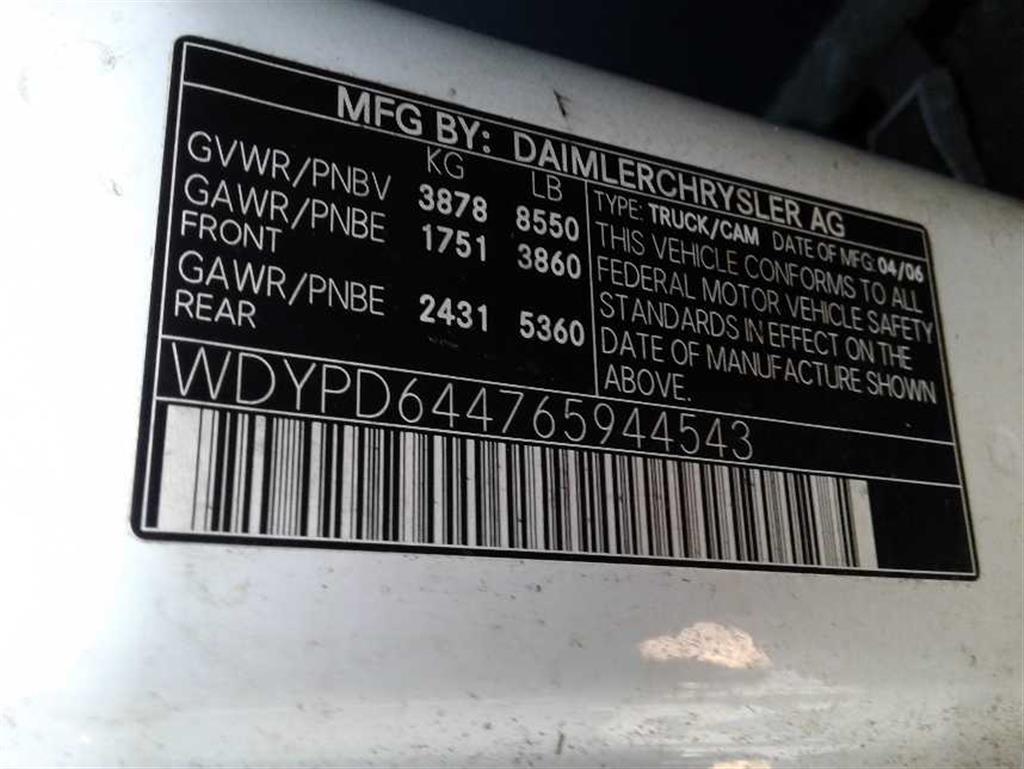 MFG BY: DAIMLERCHRYSLER AG
KG LB
GVWR/PNBV 3878 8550
GAWR/PNBE 1751 3860
FRONT
GAWR/PNBE 2431 5360
REAR
TYPE: TRUCK/CAM DATE OF MFG: 04/06
THIS VEHICLE CONFORMS TO ALL
FEDERAL MOTOR VEHICLE SAFETY
STANDARDS IN EFFECT ON THE
DATE OF MANUFACTURE SHOWN
ABOVE.
WDYPD644765944543